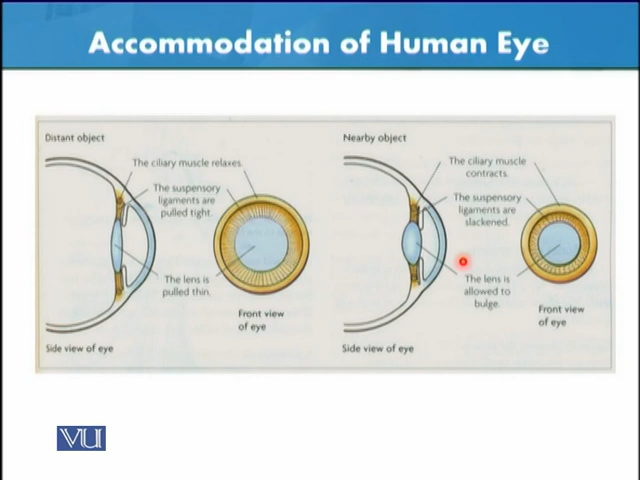 Accommodation of Human Eye
Distant object
The ciliary muscle relaxes.
The suspensory
ligaments are
pulled tight.
The lens is
pulled thin.
Front view
of eye
Side view of eye
Nearby object
The ciliary muscle
contracts.
The suspensory
ligaments are
slackened.
The lens is
allowed to
bulge.
Front view
of eye
Side view of eye
VU